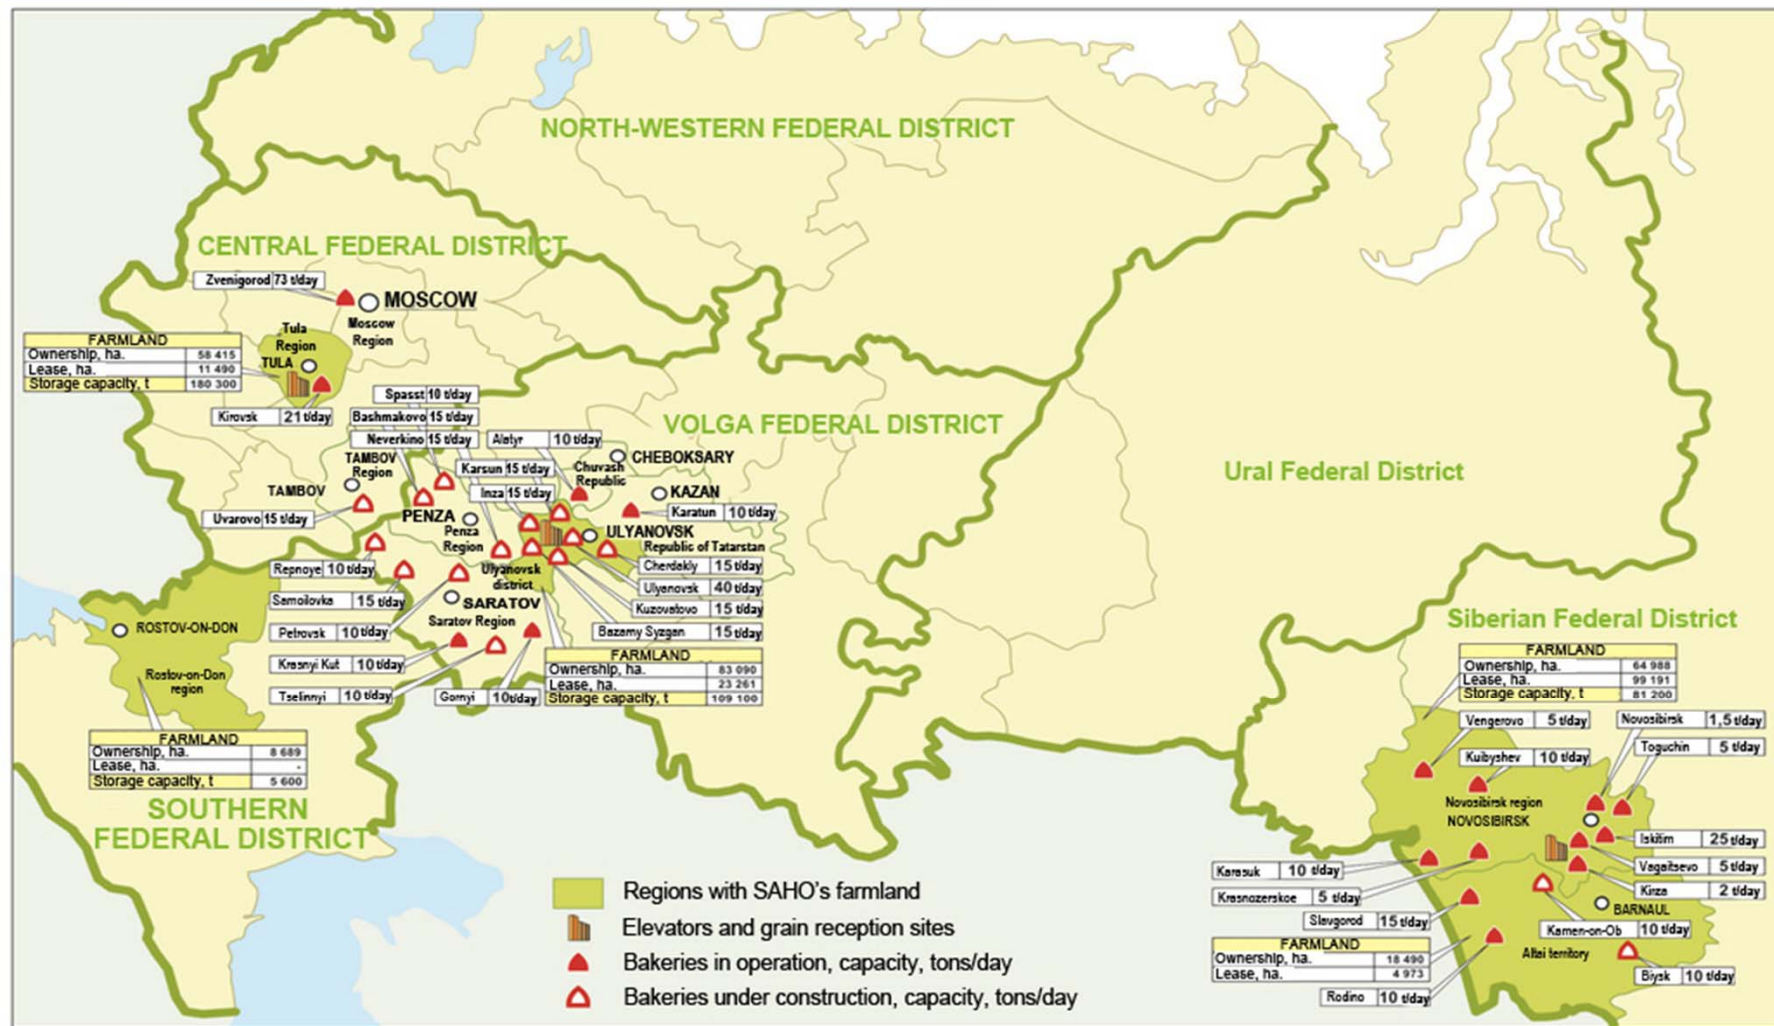 NORTH-WESTERN FEDERAL DISTRICT
CENTRAL FEDERAL DISTRICT
Zvenigorod 73 t/day
MOSCOW
Moscow
Region
Tula
Region
TULA
FARMLAND
Ownership, ha. 58 415
Lease, ha. 11 490
Storage capacity, t 180 300
Kirovsk 21 t/day
Spasst 10 t/day
Bashmakovo 15 t/day
Neverkino 15 t/day
Alatyr 10 t/day
Karsun 15 t/day
Inza 15 t/day
VOLGA FEDERAL DISTRICT
CHEBOKSARY
Chuvash
Republic
KAZAN
Karatun 10 t/day
TAMBOV
Region
TAMBOV
Uvarovo 15 t/day
PENZA
Penza
Region
ULYANOVSK
Republic of Tatarstan
Ulyanovsk
district
Cherdakly 15 t/day
Ulyanovsk 40 t/day
Kuzovatovo 15 t/day
Bazarny Syzgan 15 t/day
Repnoye 10 t/day
Samoilovka 15 t/day
Petrovsk 10 t/day
Krasnyi Kut 10 t/day
Tselinnyi 10 t/day
SARATOV
Saratov Region
Gornyi 10 t/day
FARMLAND
Ownership, ha. 83 090
Lease, ha. 23 261
Storage capacity, t 109 100
ROSTOV-ON-DON
Rostov-on-Don
region
FARMLAND
Ownership, ha. 8 689
Lease, ha. -
Storage capacity, t 5 600
SOUTHERN
FEDERAL DISTRICT
Ural Federal District
Siberian Federal District
FARMLAND
Ownership, ha. 64 988
Lease, ha. 99 191
Storage capacity, t 81 200
Vengerovo 5 t/day
Novosibirsk 1,5 t/day
Kuibyshev 10 t/day
Toguchin 5 t/day
Novosibirsk region
NOVOSIBIRSK
Iskitim 25 t/day
Vagaitsevo 5 t/day
Kirza 2 t/day
Karasuk 10 t/day
Krasnozerskoe 5 t/day
Slavgorod 15 t/day
BARNAUL
Kamen-on-Ob 10 t/day
Altai territory
FARMLAND
Ownership, ha. 18 490
Lease, ha. 4 973
Biysk 10 t/day
Rodino 10 t/day
Regions with SAHO's farmland
Elevators and grain reception sites
Bakeries in operation, capacity, tons/day
Bakeries under construction, capacity, tons/day